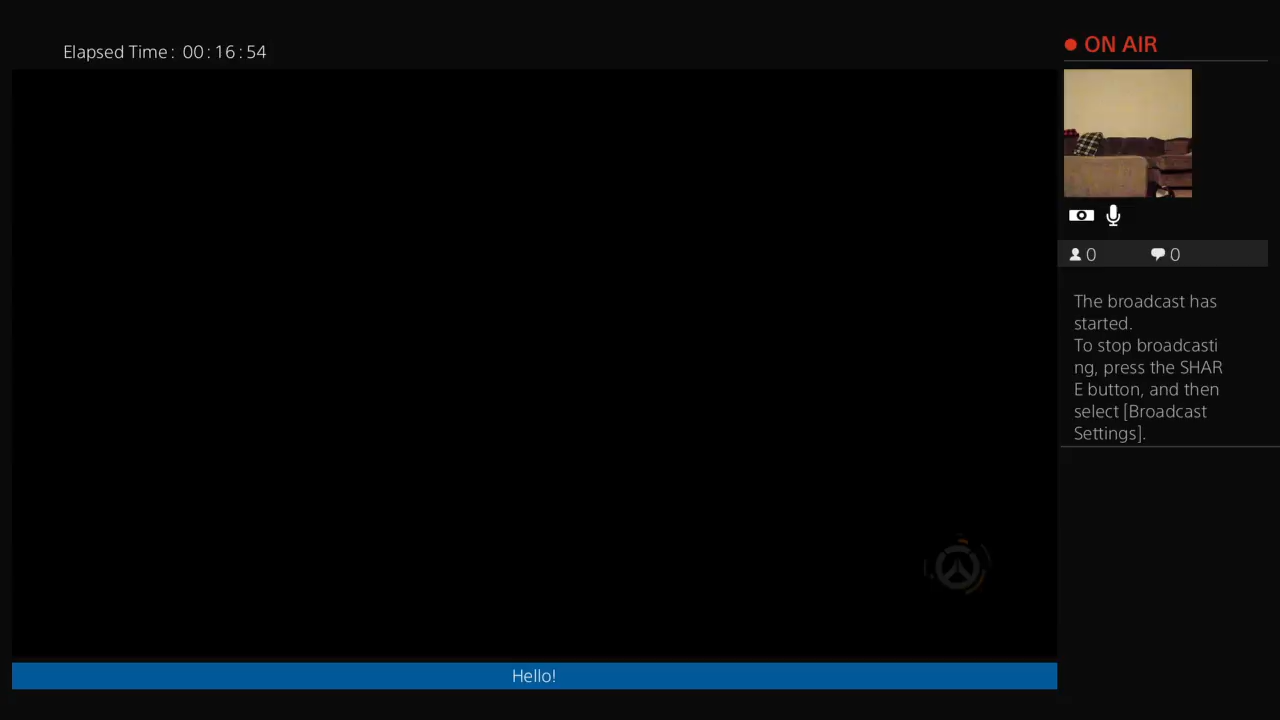 Elapsed Time: 00:16:54
ON AIR
0 0
The broadcast has
started.
To stop broadcasti
ng, press the SHAR
E button, and then
select [Broadcast
Settings].
Hello!